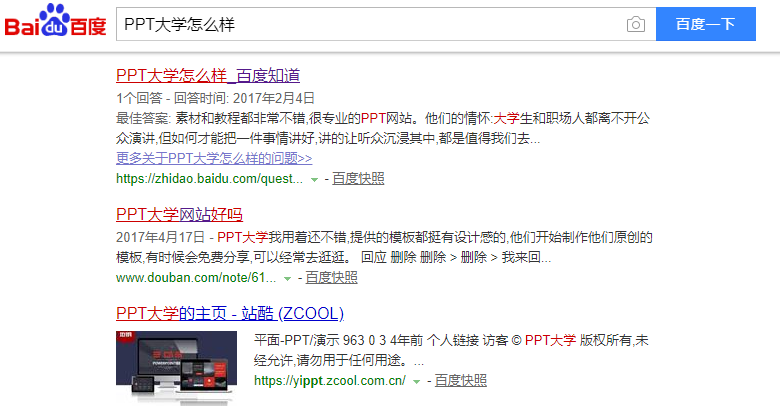 Bai du 百度 PPT大学怎么样 百度一下
PPT大学怎么样_百度知道
1个回答 - 回答时间: 2017年2月4日
最佳答案: 素材和教程都非常不错,很专业的PPT网站。他们的情怀:大学生和职场人都离不开公
众演讲,但如何才能把一件事情讲好,讲的让听众沉浸其中,都是值得我们去...
更多关于PPT大学怎么样的问题>>
https://zhidao.baidu.com/quest... - 百度快照
PPT大学网站好吗
2017年4月17日 - PPT大学我用着还不错,提供的模板都挺有设计感的,他们开始制作他们原创的
模板,有时候会免费分享,可以经常去逛逛。 回应 删除 删除 > 删除 > 我来回...
www.douban.com/note/61... - 百度快照
PPT大学的主页 - 站酷 (ZCOOL)
平面-PPT/演示 963 0 3 4年前 个人链接 访客 © PPT大学 版权所有,未
经允许,请勿用于任何用途。...
https://yippt.zcool.com.cn/ - 百度快照